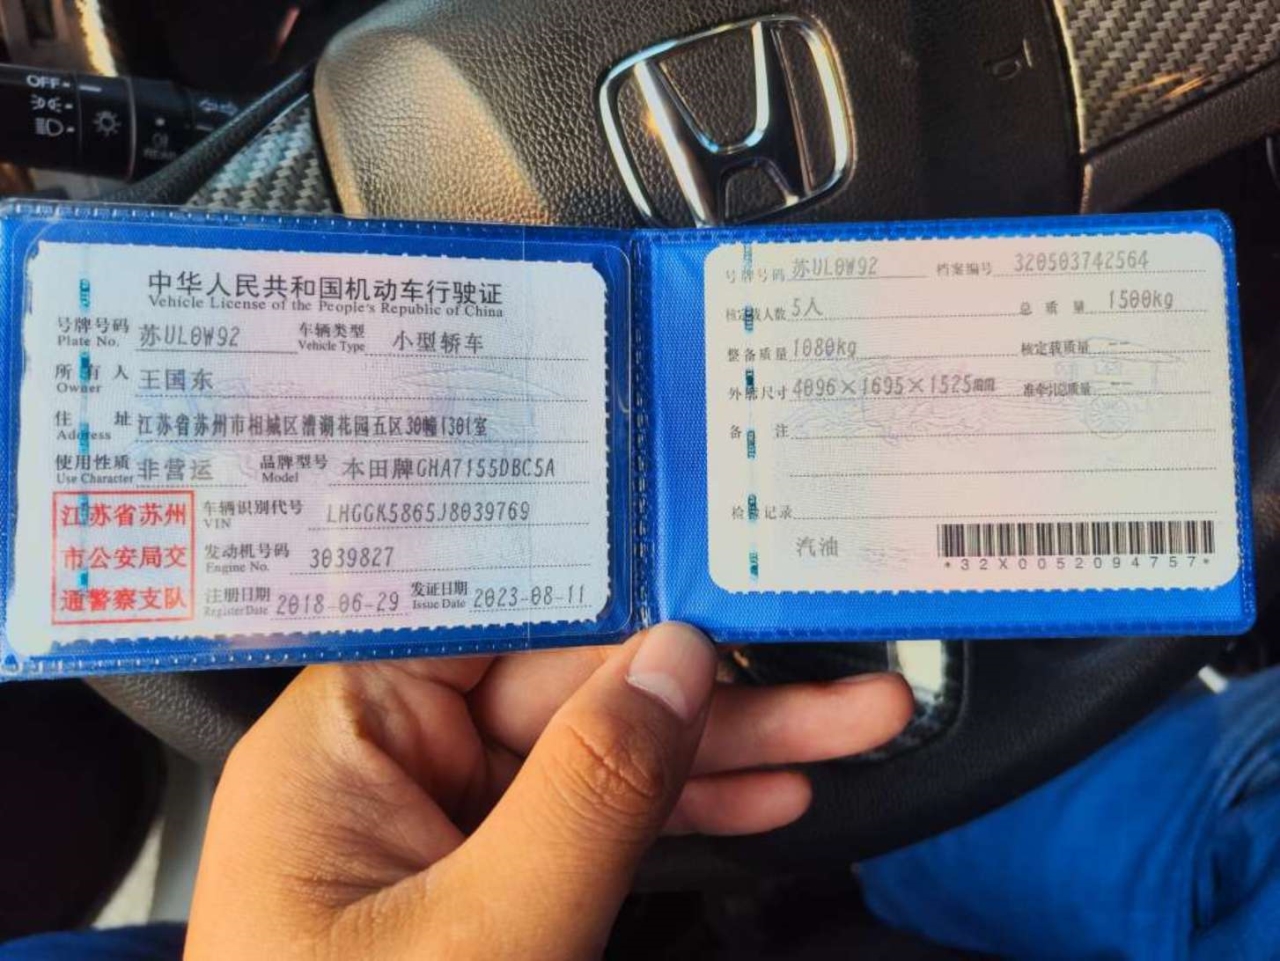 OFF
中华人民共和国机动车行驶证
Vehicle License of the People's Republic of China
号牌号码 苏UL0W92 车辆类型 小型轿车
Plate No. Vehicle Type
所有人 王国东
Owner
住址 江苏省苏州市相城区漕湖花园五区30幢1301室
Address
使用性质 非营运 品牌型号 本田牌GHA7155DBC5A
Use Character Model
江苏省苏州
市公安局交
通警察支队
车辆识别代号 LHGGK5865J8039769
VIN
发动机号码 3039827
Engine No.
注册日期 2018-06-29 发证日期 2023-08-11
Register Date Issue Date
号牌号码 苏UL0W92 档案编号 320503742564
核定载人数 5人 总质量 1500kg
整备质量 1080kg 核定载质量 --
外廓尺寸 4096×1695×1525mm 准牵引总质量 --
备注
检验记录
汽油
*32X0052094757*